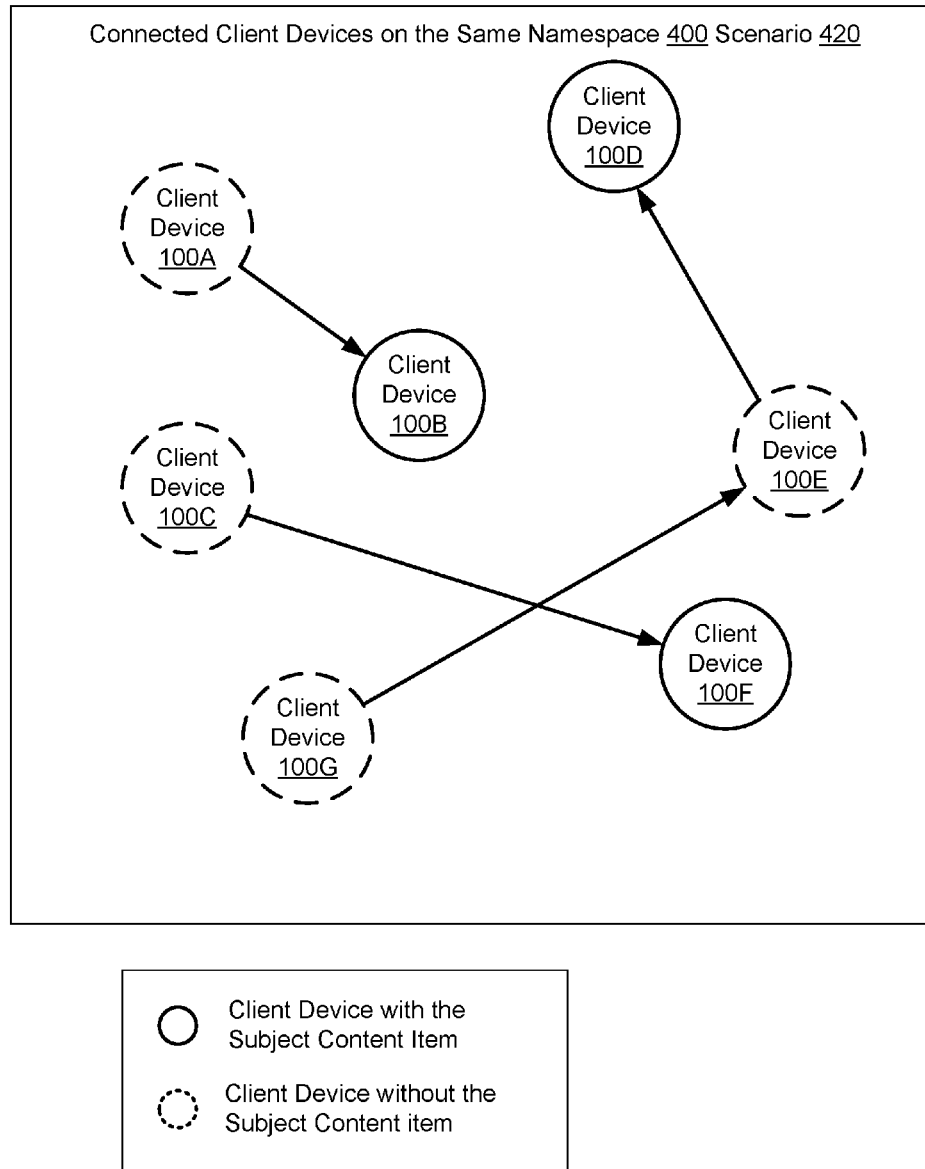 Connected Client Devices on the Same Namespace 400 Scenario 420
Client
Device
100D
Client
Device
100A
Client
Device
100B
Client
Device
100C
Client
Device
100E
Client
Device
100F
Client
Device
100G
Client Device with the
Subject Content Item
Client Device without the
Subject Content item